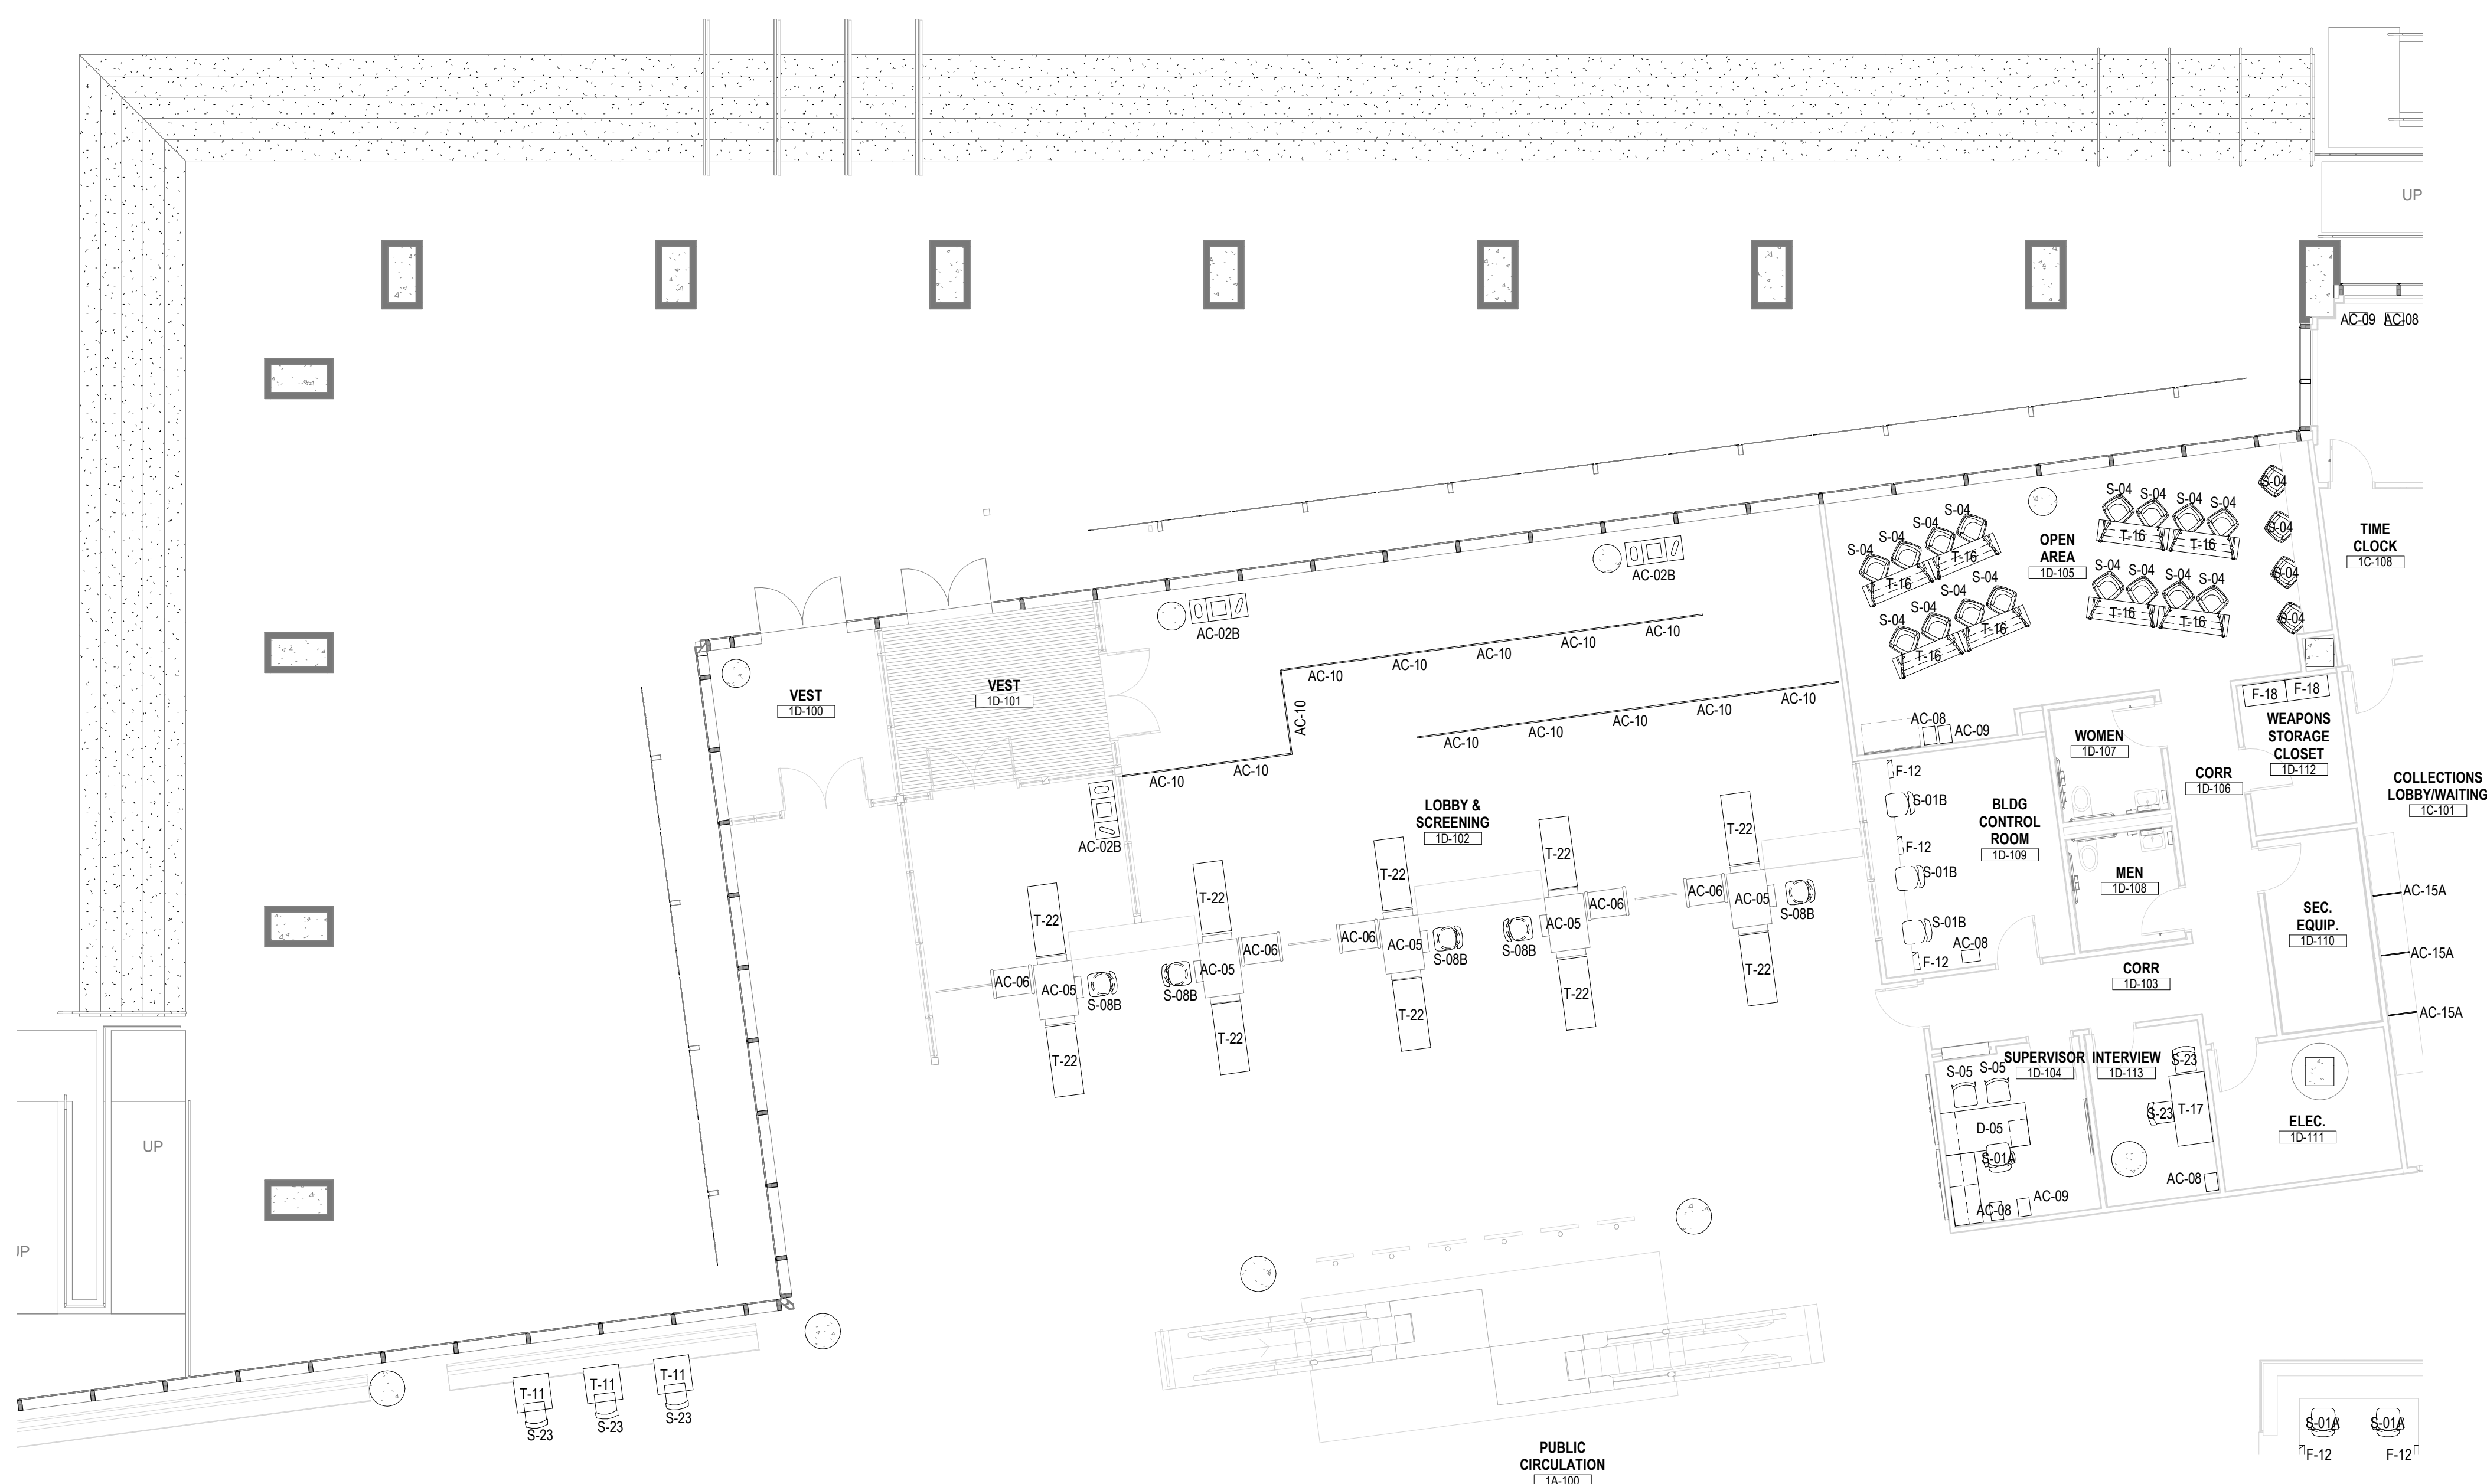 UP
AC-09 AC-08
S-04
S-04 S-04 S-04 S-04
S-04 S-04 S-04 S-04
T-16 T-16
T-16 T-16
OPEN
AREA
1D-105
S-04
S-04
S-04
TIME
CLOCK
1C-108
S-04 S-04 S-04 S-04
T-16 T-16
S-04 S-04 S-04 S-04
T-16 T-16
AC-02B
AC-02B
AC-10 AC-10 AC-10 AC-10 AC-10
AC-10
AC-10 AC-10 AC-10 AC-10 AC-10
AC-10 AC-10
VEST
1D-100
VEST
1D-101
AC-02B
F-18 F-18
WEAPONS
STORAGE
CLOSET
1D-112
AC-08
AC-09
WOMEN
1D-107
CORR
1D-106
COLLECTIONS
LOBBY/WAITING
1C-101
LOBBY &
SCREENING
1D-102
F-12
S-01B
F-12
S-01B
S-01B
AC-08
F-12
BLDG
CONTROL
ROOM
1D-109
MEN
1D-108
SEC.
EQUIP.
1D-110
AC-15A
AC-15A
AC-15A
T-22 T-22 T-22 T-22 T-22
AC-06 AC-05 S-08B
S-08B AC-05 AC-06
AC-06 AC-05 S-08B
S-08B AC-05 AC-06
AC-06 AC-05 S-08B
T-22 T-22 T-22 T-22 T-22
CORR
1D-103
SUPERVISOR
1D-104
INTERVIEW
1D-113
S-05 S-05
D-05
S-01A
AC-08
AC-09
S-23
S-23 T-17
AC-08
ELEC.
1D-111
UP
T-11 T-11 T-11
S-23 S-23 S-23
PUBLIC
CIRCULATION
1A-100
S-01A S-01A
F-12 F-12